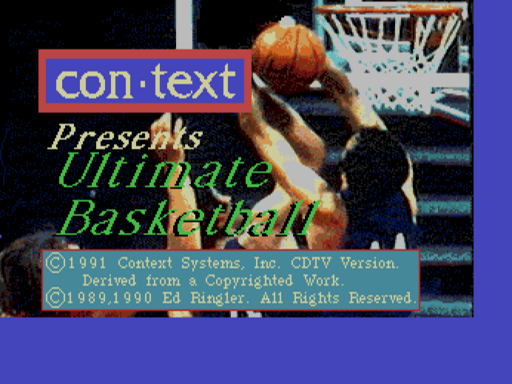 con·text
Presents
Ultimate
Basketball
©1991 Context Systems, Inc. CDTV Version.
Derived from a Copyrighted Work.
©1989,1990 Ed Ringler. All Rights Reserved.